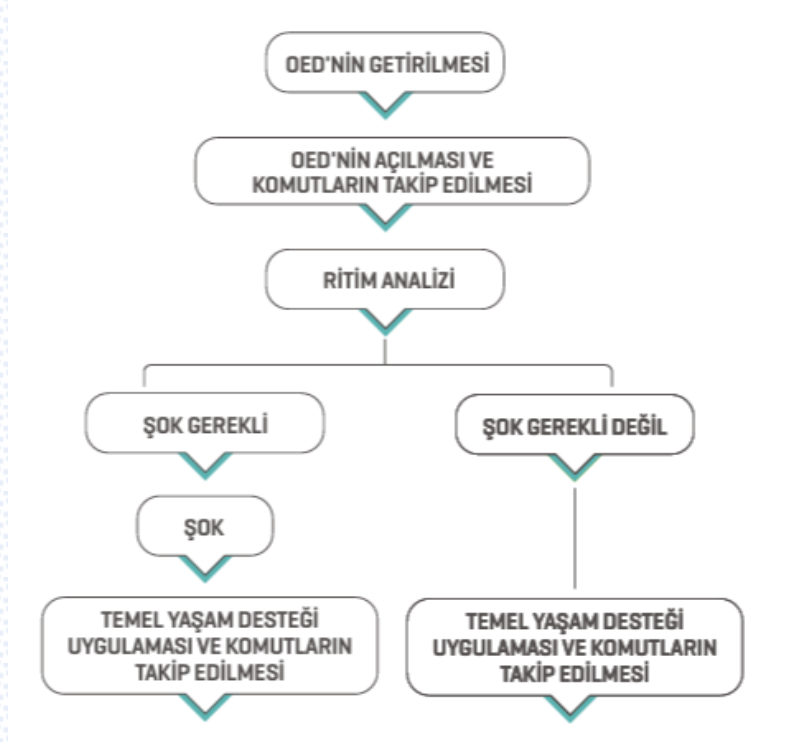 OED'NİN GETİRİLMESİ
OED'NİN AÇILMASI VE
KOMUTLARIN TAKİP EDİLMESİ
RİTİM ANALİZİ
ŞOK GEREKLİ
ŞOK
TEMEL YAŞAM DESTEĞİ
UYGULAMASI VE KOMUTLARIN
TAKİP EDİLMESİ
ŞOK GEREKLİ DEĞİL
TEMEL YAŞAM DESTEĞİ
UYGULAMASI VE KOMUTLARIN
TAKİP EDİLMESİ